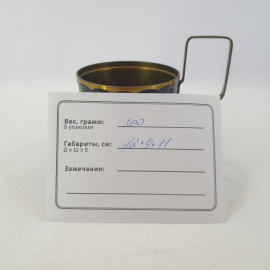 Вес, грамм: 300
В упаковке
Габариты, см: 12*9*11
Д х Ш х В
Замечания: